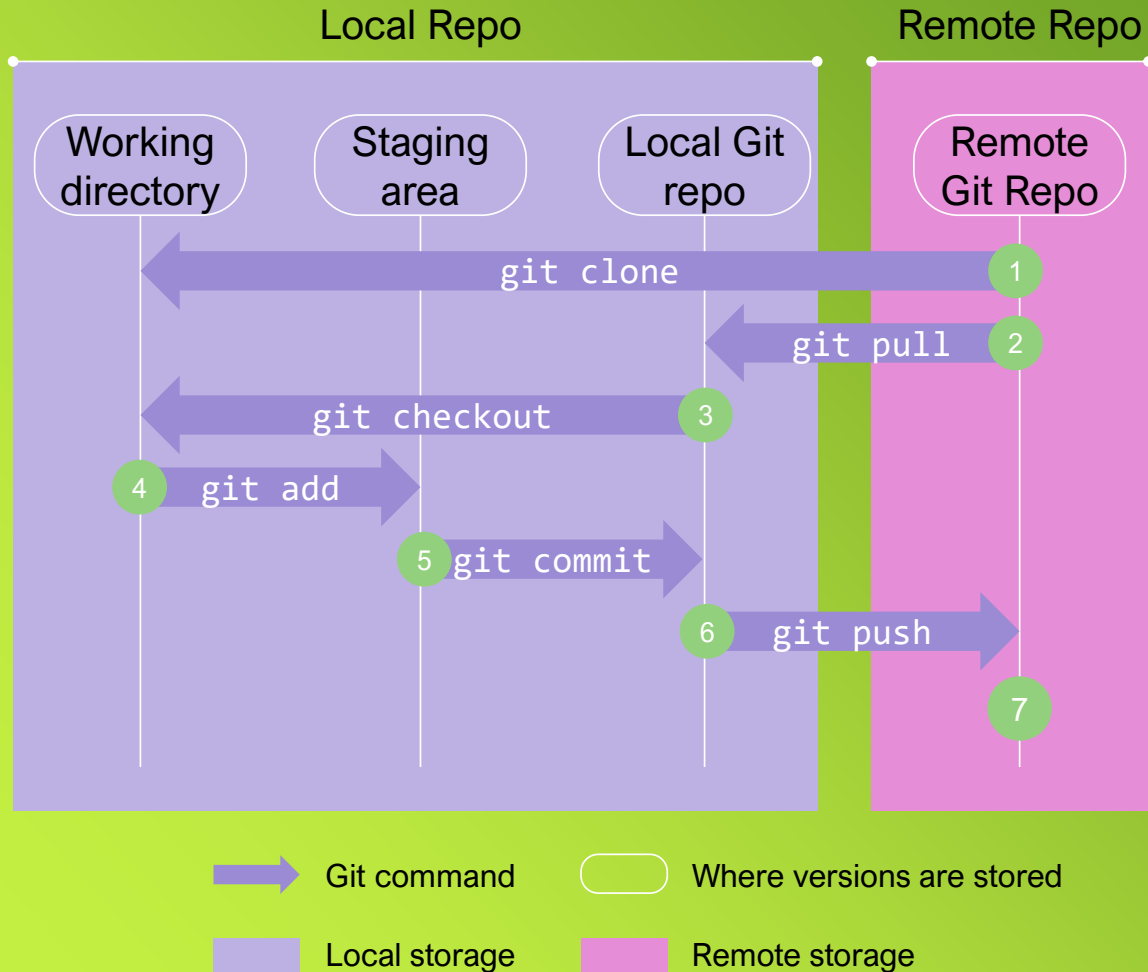 Local Repo
Remote Repo
Working
directory
Staging
area
Local Git
repo
Remote
Git Repo
git clone
1
git pull
2
git checkout
3
4
git add
5
git commit
6
git push
7
Git command
Where versions are stored
Local storage
Remote storage